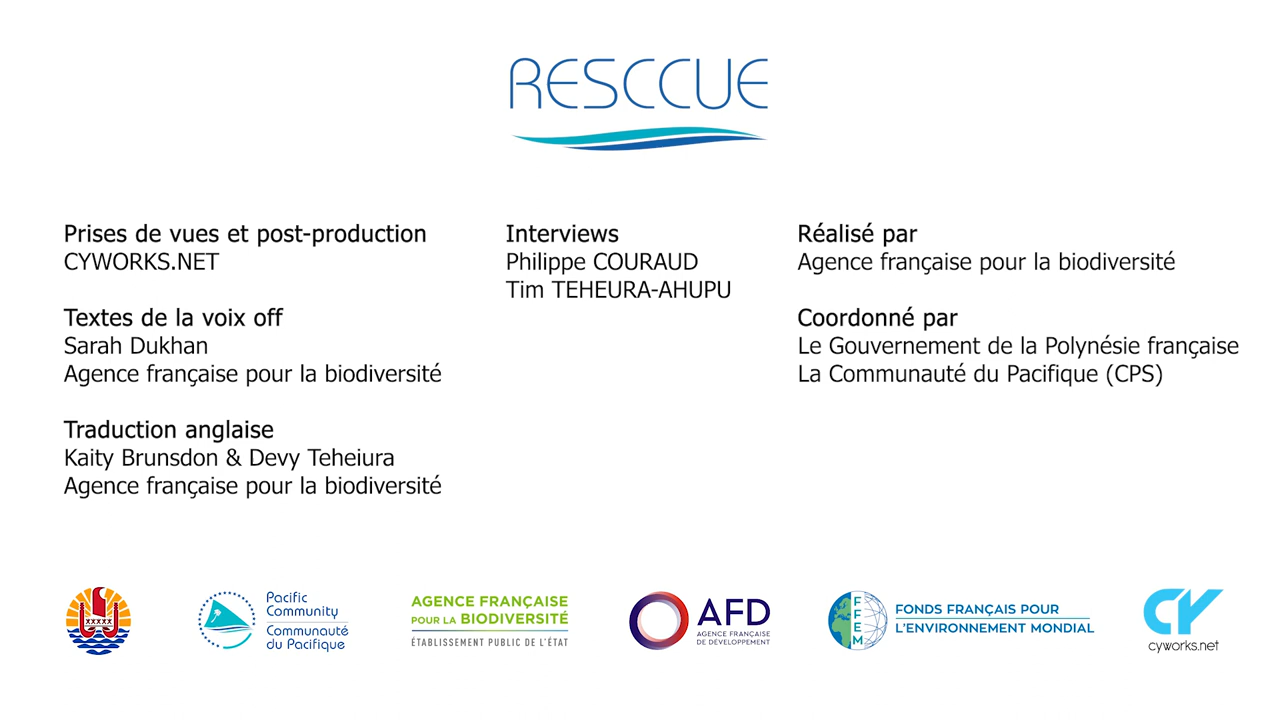 RESCCUE
Prises de vues et post-production
CYWORKS.NET
Textes de la voix off
Sarah Dukhan
Agence française pour la biodiversité
Traduction anglaise
Kaity Brunsdon & Devy Teheiura
Agence française pour la biodiversité
Interviews
Philippe COURAUD
Tim TEHEURA-AHUPU
Réalisé par
Agence française pour la biodiversité
Coordonné par
Le Gouvernement de la Polynésie française
La Communauté du Pacifique (CPS)
Pacific
Community
Communauté
du Pacifique
AGENCE FRANÇAISE
POUR LA BIODIVERSITÉ
ÉTABLISSEMENT PUBLIC DE L'ÉTAT
AFD
AGENCE FRANÇAISE
DE DÉVELOPPEMENT
FFEM
FONDS FRANÇAIS POUR
L'ENVIRONNEMENT MONDIAL
CY
cyworks.net